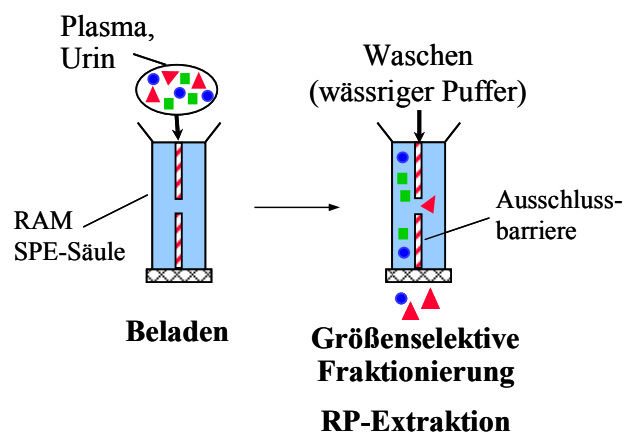 Plasma,
Urin
RAM
SPE-Säule
Beladen
Waschen
(wässriger Puffer)
Ausschluss-
barriere
Größenselektive
Fraktionierung
RP-Extraktion